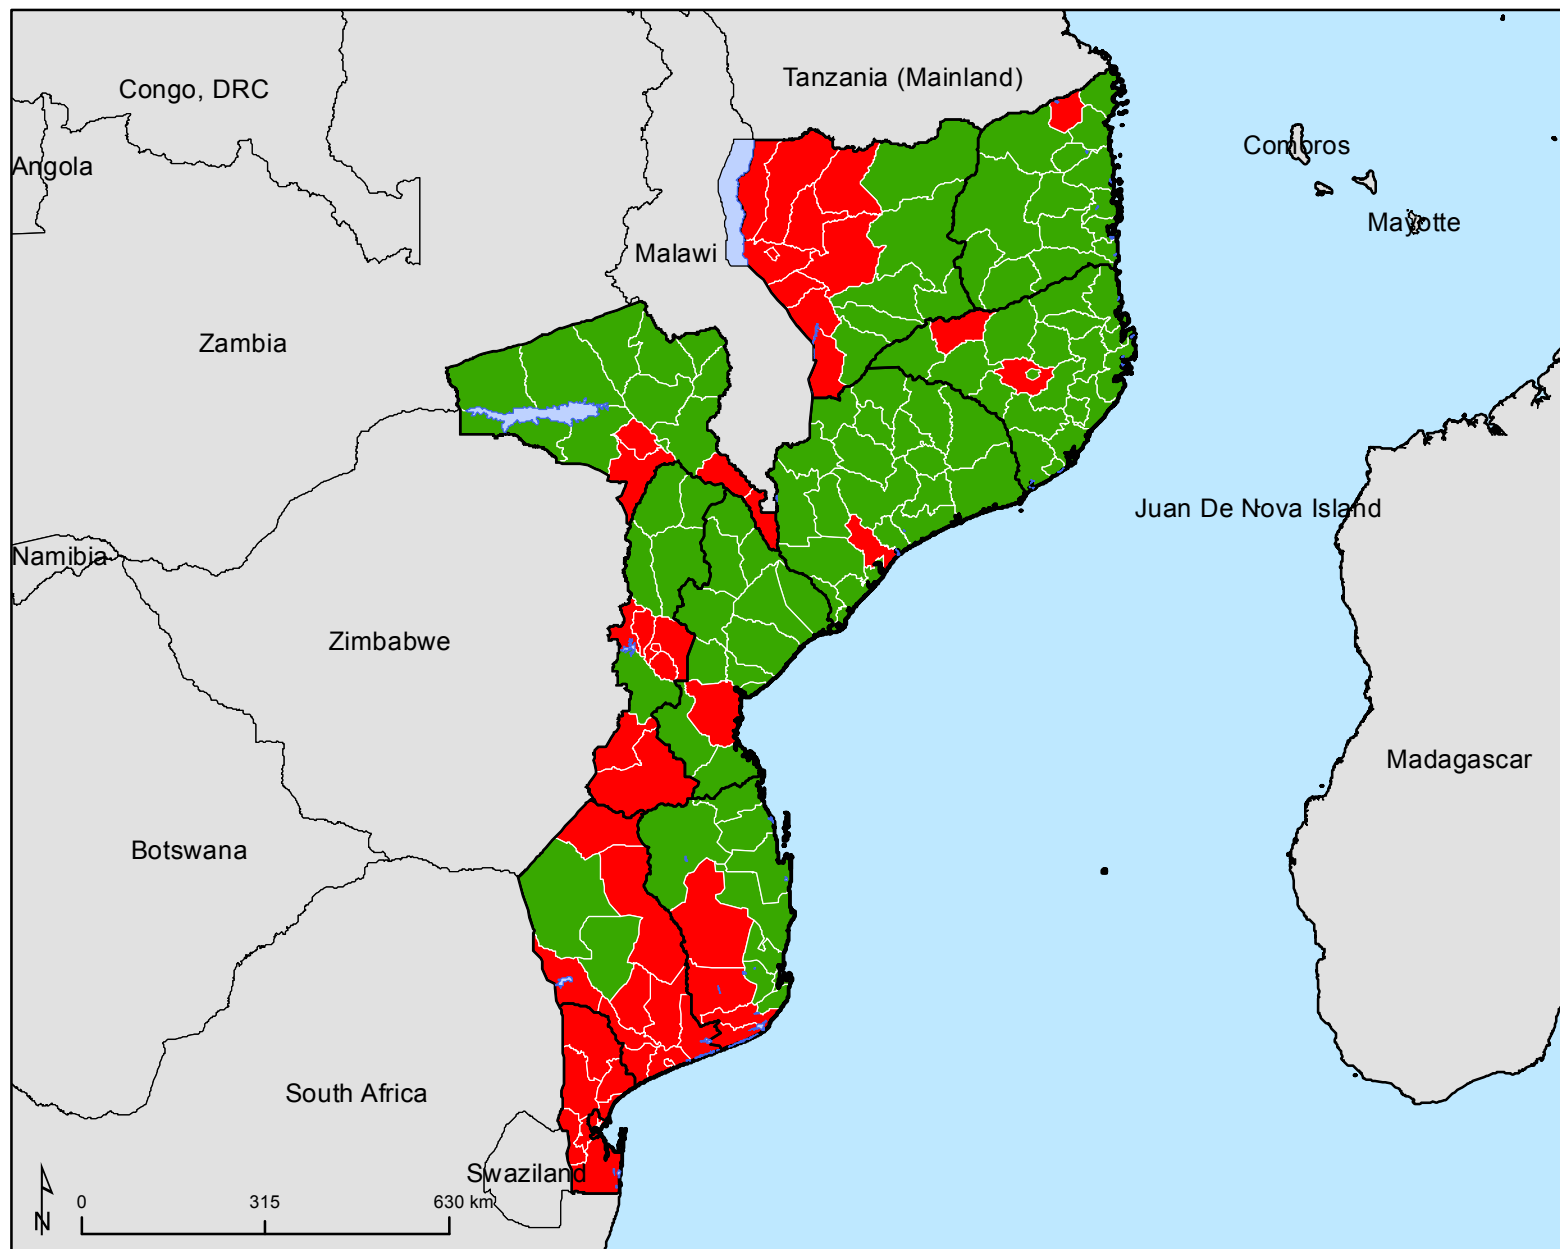 Tanzania (Mainland)
Congo, DRC
Comoros
Angola
Mayotte
Malawi
Zambia
Juan De Nova Island
Namibia
Zimbabwe
Madagascar
Botswana
South Africa
Swaziland
0 315 630 km
N